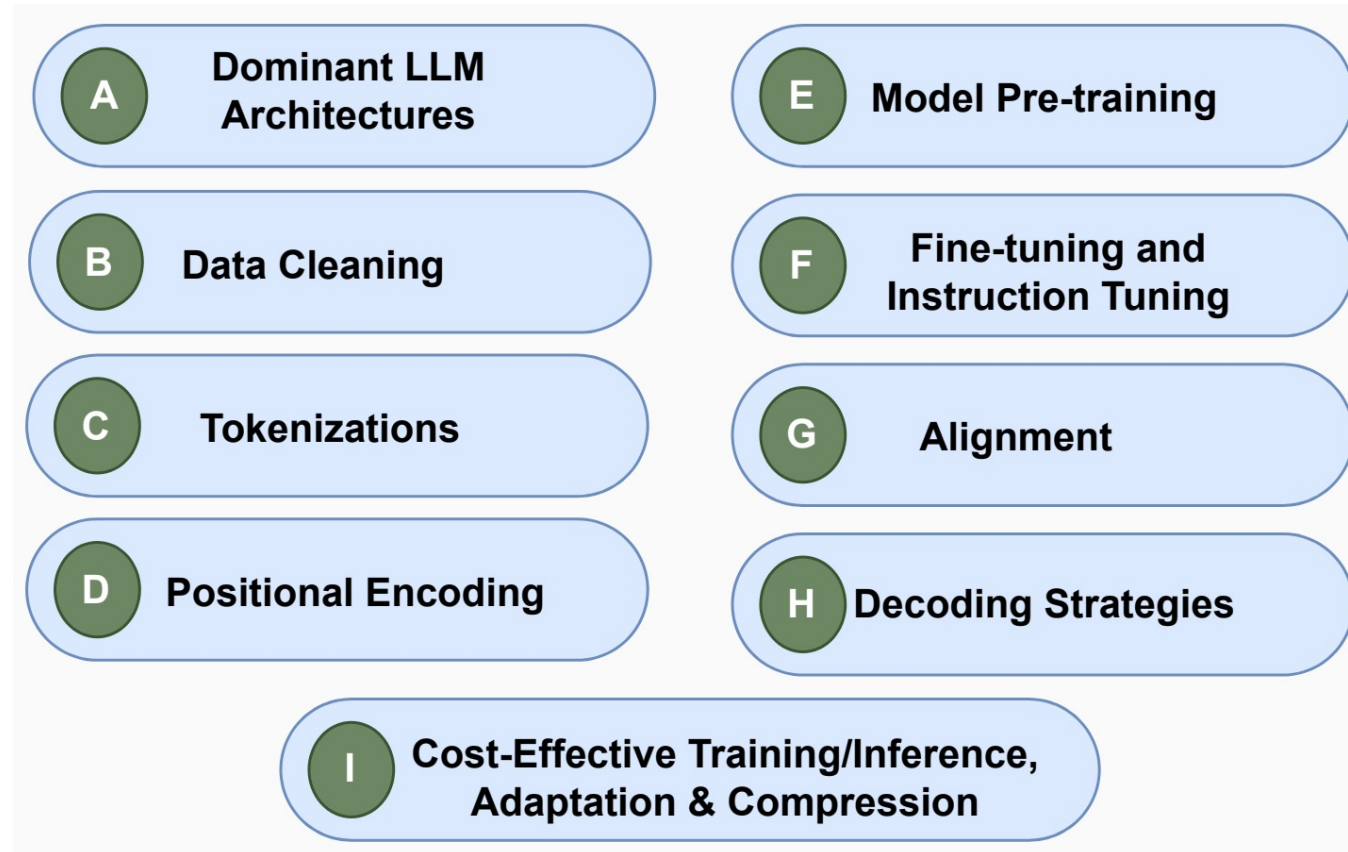 A
Dominant LLM
Architectures
B
Data Cleaning
C
Tokenizations
D
Positional Encoding
E
Model Pre-training
F
Fine-tuning and
Instruction Tuning
G
Alignment
H
Decoding Strategies
I
Cost-Effective Training/Inference,
Adaptation & Compression